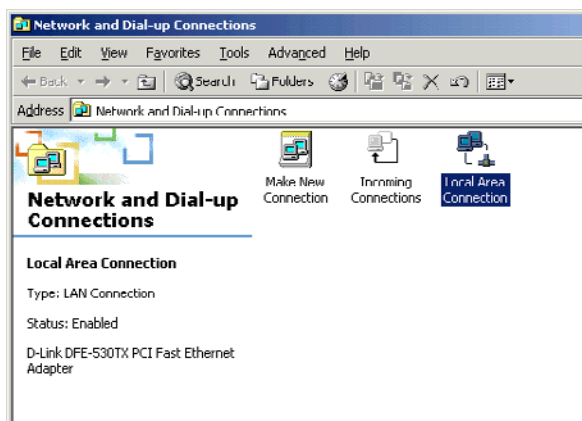 Network and Dial-up Connections
File Edit View Favorites Tools Advanced Help
Back Search Folders
Address Network and Dial-up Connections
Make New Connection
Incoming Connections
Local Area Connection
Network and Dial-up
Connections
Local Area Connection
Type: LAN Connection
Status: Enabled
D-Link DFE-530TX PCI Fast Ethernet
Adapter